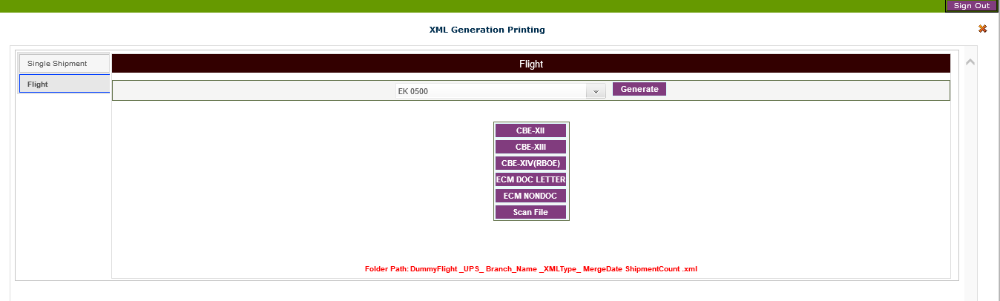 Sign Out
XML Generation Printing
Single Shipment
Flight
Flight
EK 0500
Generate
CBE-XII
CBE-XIII
CBE-XIV(RBOE)
ECM DOC LETTER
ECM NONDOC
Scan File
Folder Path: DummyFlight _UPS_ Branch_Name _XMLType_ MergeDate ShipmentCount .xml